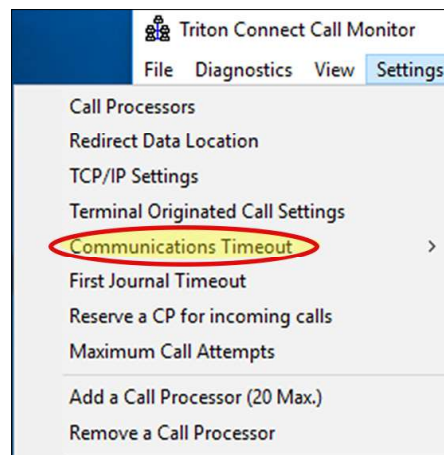 Triton Connect Call Monitor
File Diagnostics View Settings
Call Processors
Redirect Data Location
TCP/IP Settings
Terminal Originated Call Settings
Communications Timeout >
First Journal Timeout
Reserve a CP for incoming calls
Maximum Call Attempts
Add a Call Processor (20 Max.)
Remove a Call Processor